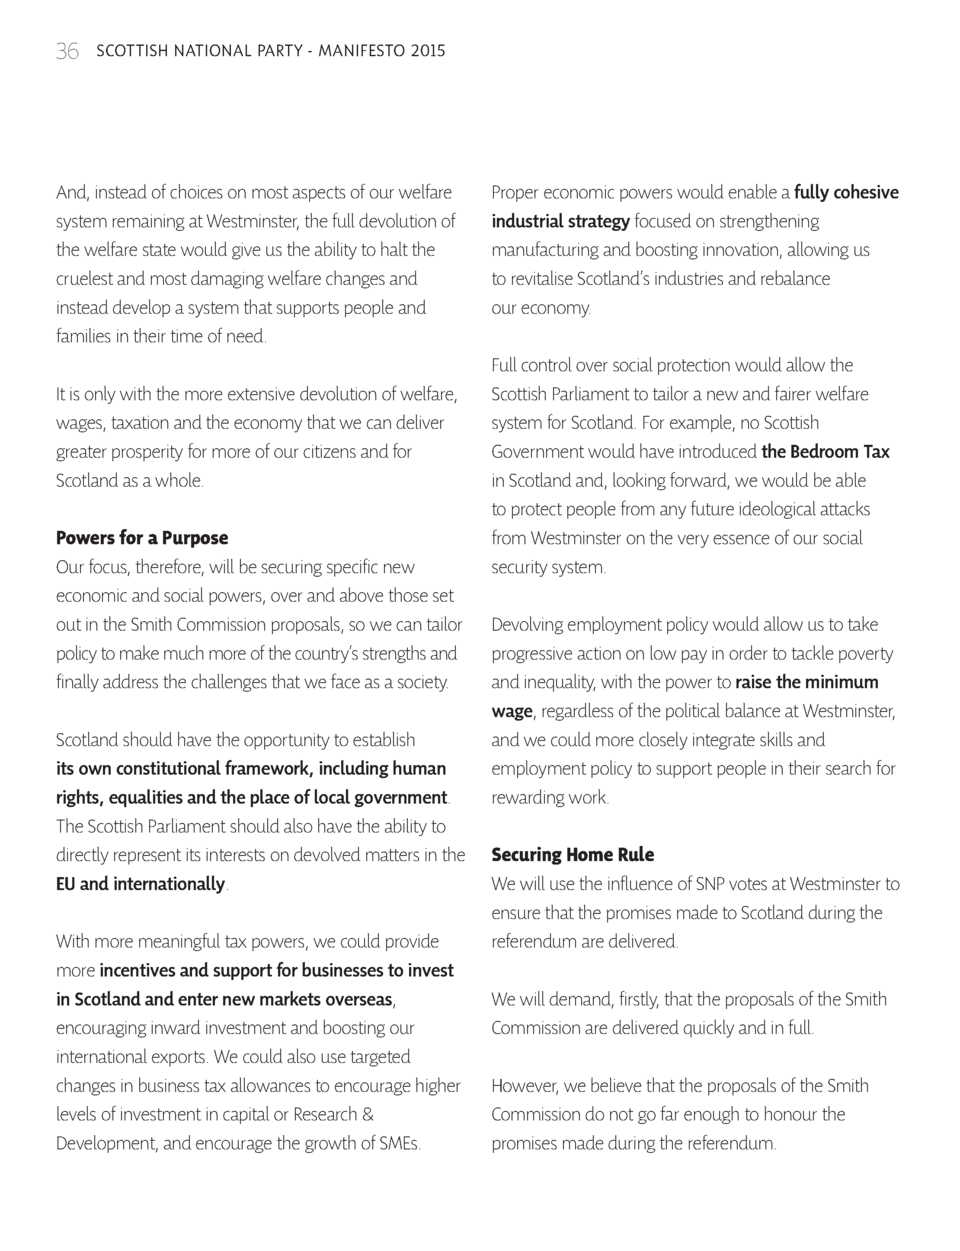 36 SCOTTISH NATIONAL PARTY - MANIFESTO 2015
And, instead of choices on most aspects of our welfare
system remaining at Westminster, the full devolution of
the welfare state would give us the ability to halt the
cruelest and most damaging welfare changes and
instead develop a system that supports people and
families in their time of need.
It is only with the more extensive devolution of welfare,
wages, taxation and the economy that we can deliver
greater prosperity for more of our citizens and for
Scotland as a whole.
Powers for a Purpose
Our focus, therefore, will be securing specific new
economic and social powers, over and above those set
out in the Smith Commission proposals, so we can tailor
policy to make much more of the country's strengths and
finally address the challenges that we face as a society.
Scotland should have the opportunity to establish
its own constitutional framework, including human
rights, equalities and the place of local government.
The Scottish Parliament should also have the ability to
directly represent its interests on devolved matters in the
EU and internationally.
With more meaningful tax powers, we could provide
more incentives and support for businesses to invest
in Scotland and enter new markets overseas,
encouraging inward investment and boosting our
international exports. We could also use targeted
changes in business tax allowances to encourage higher
levels of investment in capital or Research &
Development, and encourage the growth of SMEs.
Proper economic powers would enable a fully cohesive
industrial strategy focused on strengthening
manufacturing and boosting innovation, allowing us
to revitalise Scotland's industries and rebalance
our economy.
Full control over social protection would allow the
Scottish Parliament to tailor a new and fairer welfare
system for Scotland. For example, no Scottish
Government would have introduced the Bedroom Tax
in Scotland and, looking forward, we would be able
to protect people from any future ideological attacks
from Westminster on the very essence of our social
security system.
Devolving employment policy would allow us to take
progressive action on low pay in order to tackle poverty
and inequality, with the power to raise the minimum
wage, regardless of the political balance at Westminster,
and we could more closely integrate skills and
employment policy to support people in their search for
rewarding work.
Securing Home Rule
We will use the influence of SNP votes at Westminster to
ensure that the promises made to Scotland during the
referendum are delivered.
We will demand, firstly, that the proposals of the Smith
Commission are delivered quickly and in full.
However, we believe that the proposals of the Smith
Commission do not go far enough to honour the
promises made during the referendum.